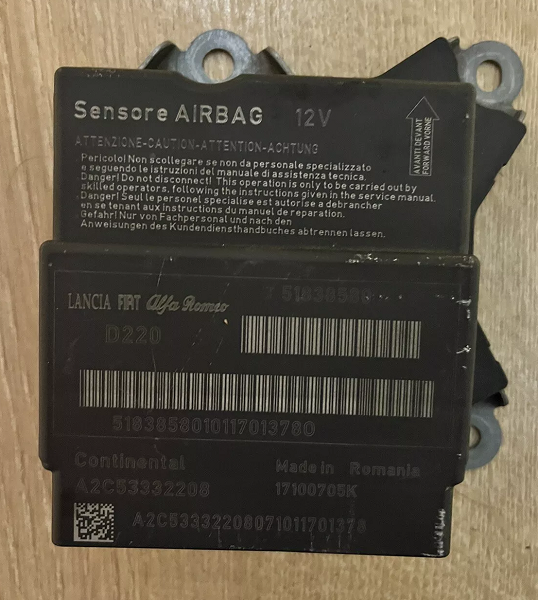 Sensore AIRBAG 12V
ATTENZIONE-CAUTION-ATTENTION-ACHTUNG
Pericolo! Non scollegare se non da personale specializzato
e seguendo le istruzioni del manuale di assistenza tecnica.
Danger! Do not disconnect! This operation is only to be carried out by
skilled operators, following the instructions given in the service manual.
Danger! Seul le personel specialise est autorise a debrancher
en se tenant aux instructions du manuel de reparation.
Gefahr! Nur von Fachpersonal und nach den
Anweisungen des Kundendiensthandbuches abtrennen lassen.
AVANTI DEVANT
FORWARD VORNE
LANCIA FIAT Alfa Romeo
51838580
D220
5183858010117013780
Continental Made in Romania
A2C53332208 17100705K
A2C53332208071011701378